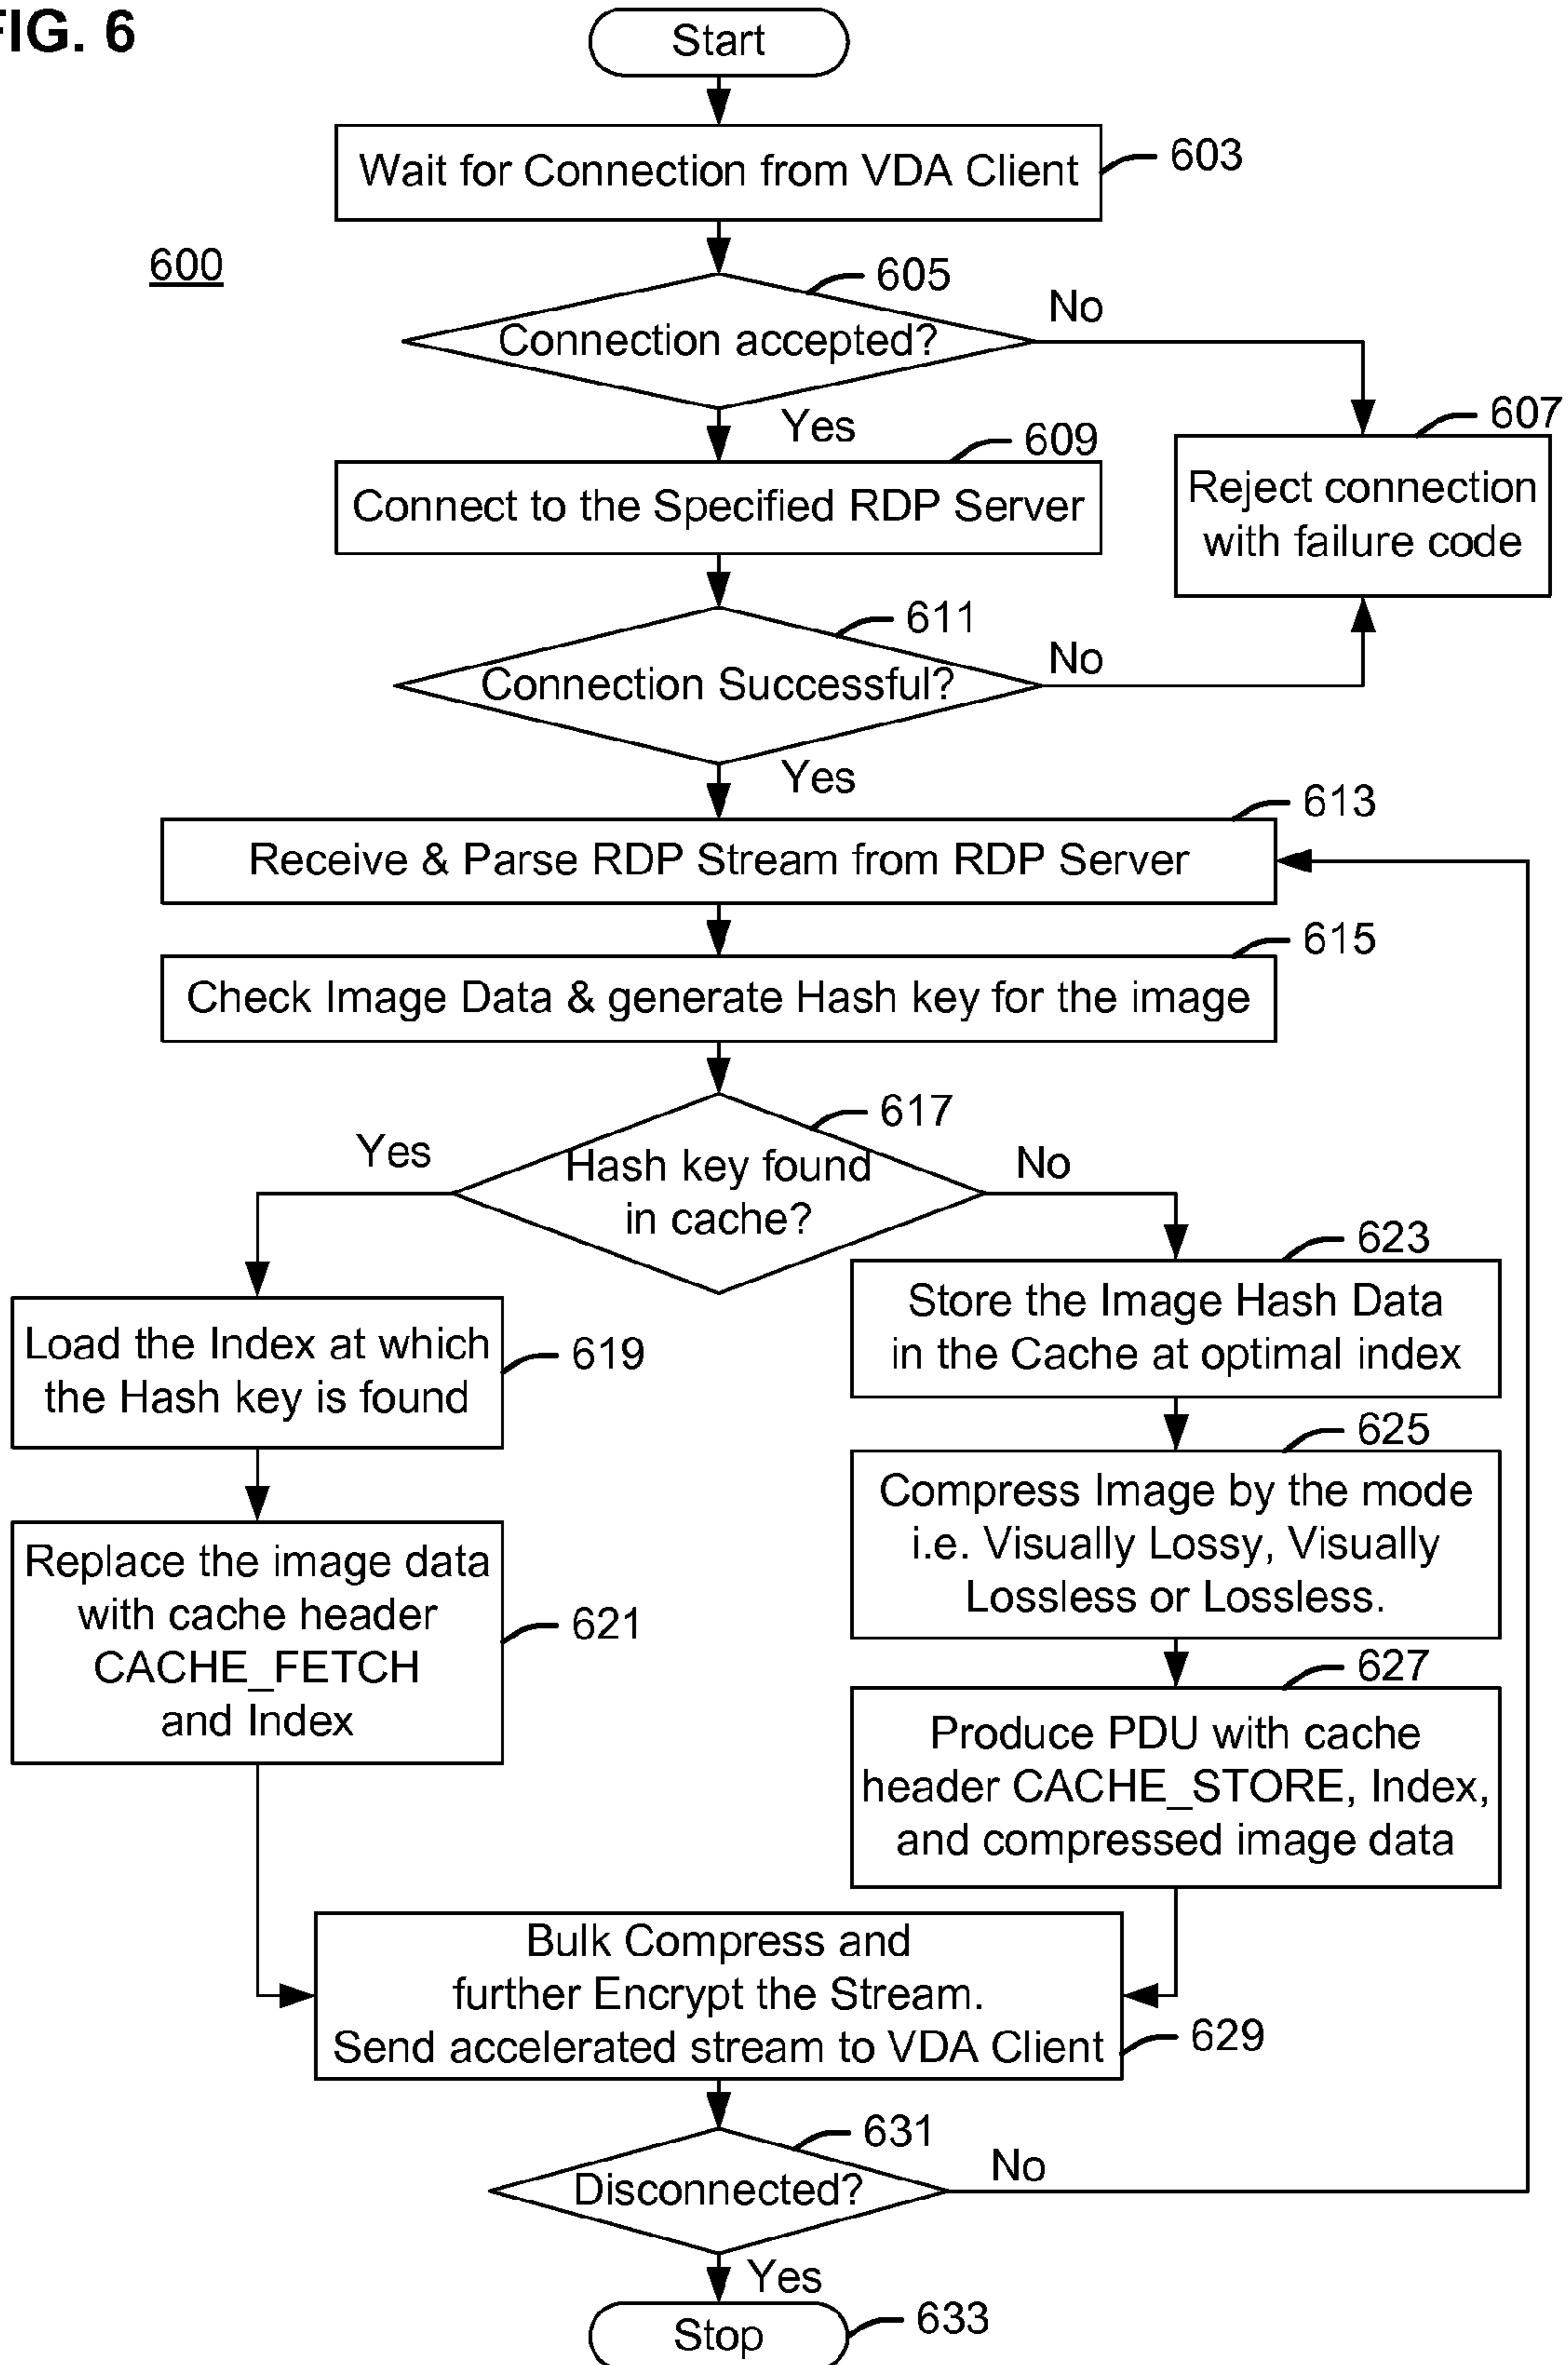 FIG. 6
Start
Wait for Connection from VDA Client
603
600
605
Connection accepted?
No
Yes
607
Reject connection
with failure code
609
Connect to the Specified RDP Server
611
Connection Successful?
No
Yes
613
Receive & Parse RDP Stream from RDP Server
615
Check Image Data & generate Hash key for the image
617
Hash key found
in cache?
Yes
No
619
Load the Index at which
the Hash key is found
623
Store the Image Hash Data
in the Cache at optimal index
625
Compress Image by the mode
i.e. Visually Lossy, Visually
Lossless or Lossless.
621
Replace the image data
with cache header
CACHE_FETCH
and Index
627
Produce PDU with cache
header CACHE_STORE, Index,
and compressed image data
Bulk Compress and
further Encrypt the Stream.
Send accelerated stream to VDA Client
629
631
Disconnected?
No
Yes
Stop
633